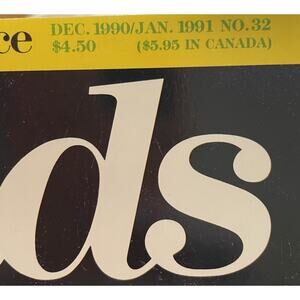 ce DEC. 1990/JAN. 1991 NO.32
$4.50 ($5.95 IN CANADA)
ds